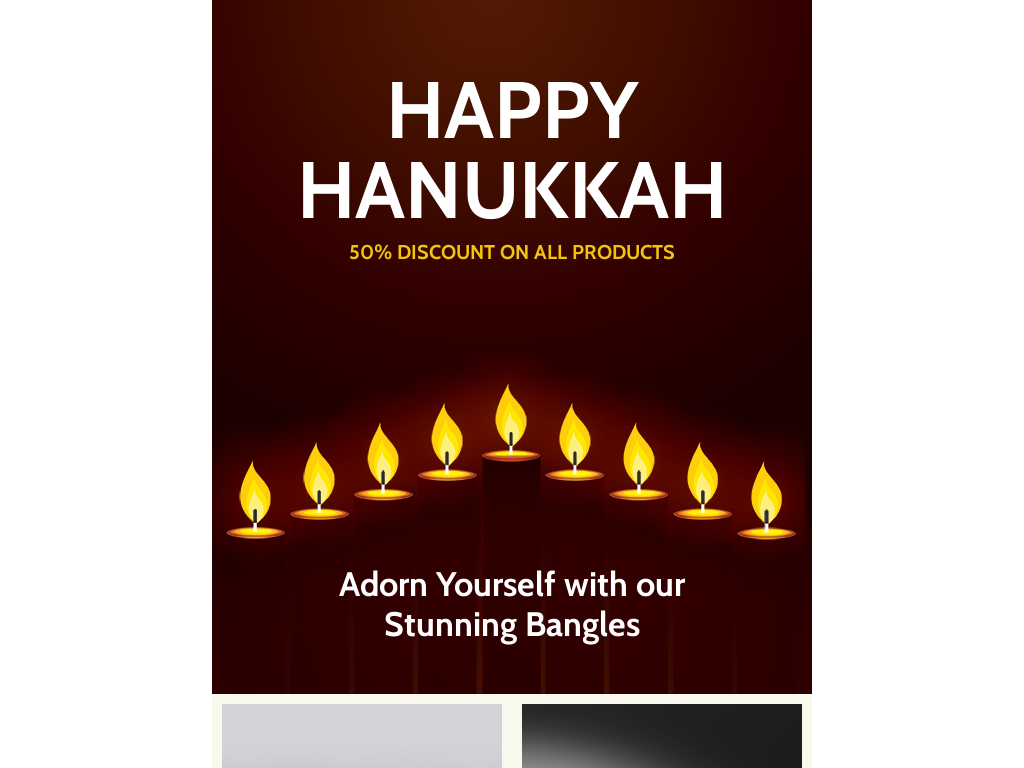 HAPPY
HANUKKAH
50% DISCOUNT ON ALL PRODUCTS
Adorn Yourself with our
Stunning Bangles